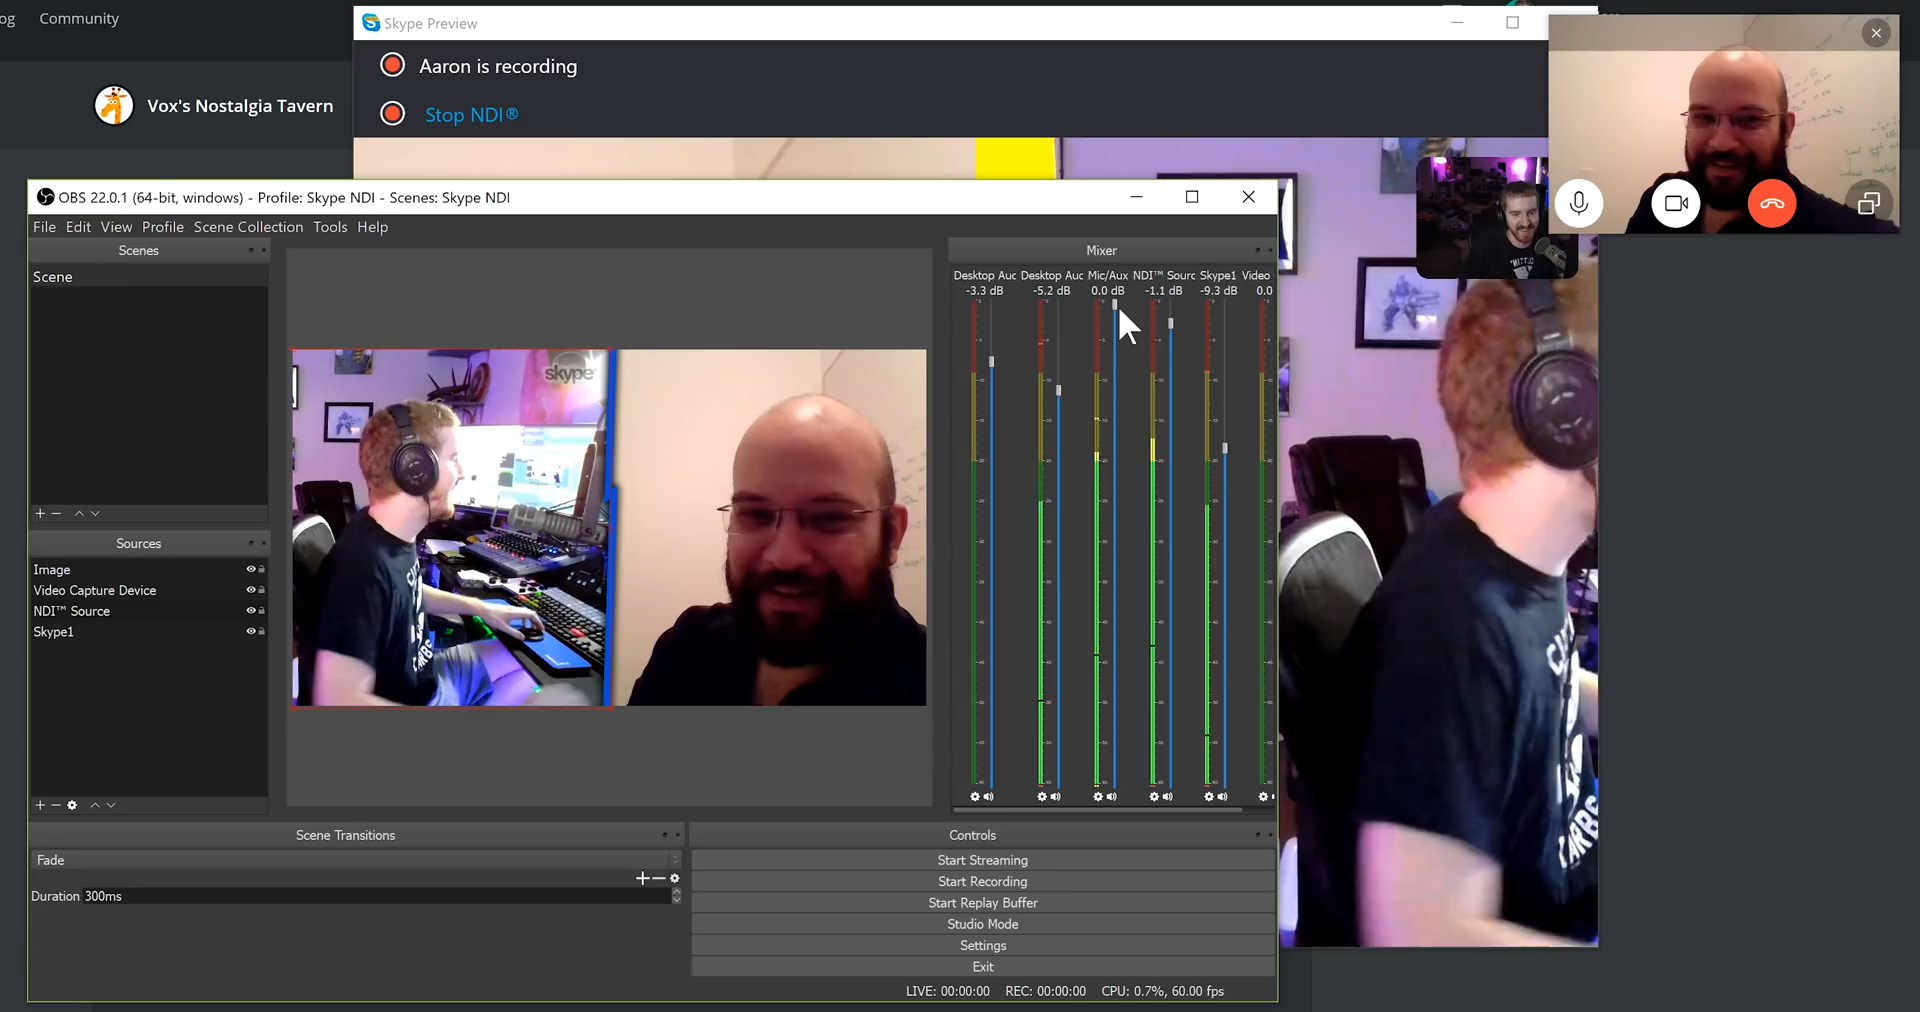 og Community
Vox's Nostalgia Tavern
Skype Preview
Aaron is recording
Stop NDI®
OBS 22.0.1 (64-bit, windows) - Profile: Skype NDI - Scenes: Skype NDI
File Edit View Profile Scene Collection Tools Help
Scenes
Scene
Sources
Image
Video Capture Device
NDI™ Source
Skype1
skype
Mixer
Desktop Auc Desktop Auc Mic/Aux NDI™ Sourc Skype1 Video
-3.3 dB -5.2 dB 0.0 dB -1.1 dB -9.3 dB 0.0
Scene Transitions
Fade
Duration 300ms
Controls
Start Streaming
Start Recording
Start Replay Buffer
Studio Mode
Settings
Exit
LIVE: 00:00:00 REC: 00:00:00 CPU: 0.7%, 60.00 fps